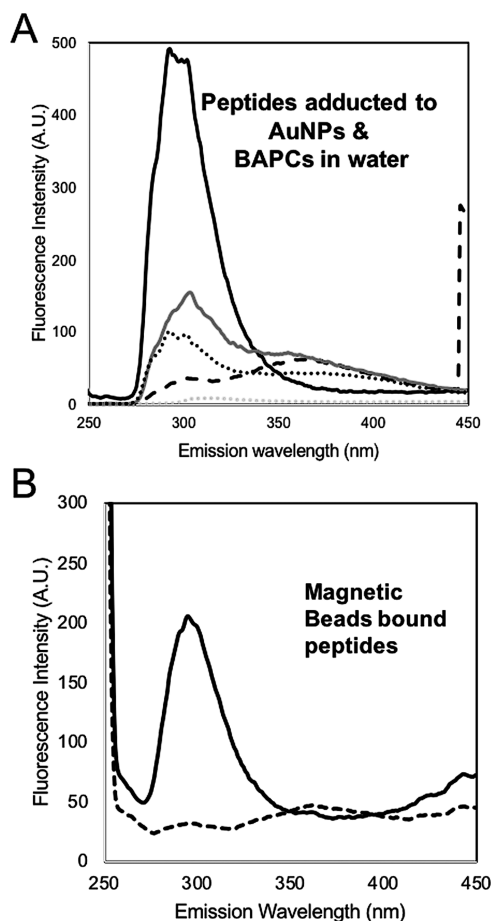 A
500
400
300
200
100
0
Fluorescence Instensity (A.U.)
Peptides adducted to
AuNPs &
BAPCs in water
250 300 350 400 450
Emission wavelength (nm)
B
300
250
200
150
100
50
0
Fluorescence Intensity (A.U.)
Magnetic
Beads bound
peptides
250 300 350 400 450
Emission Wavelength (nm)